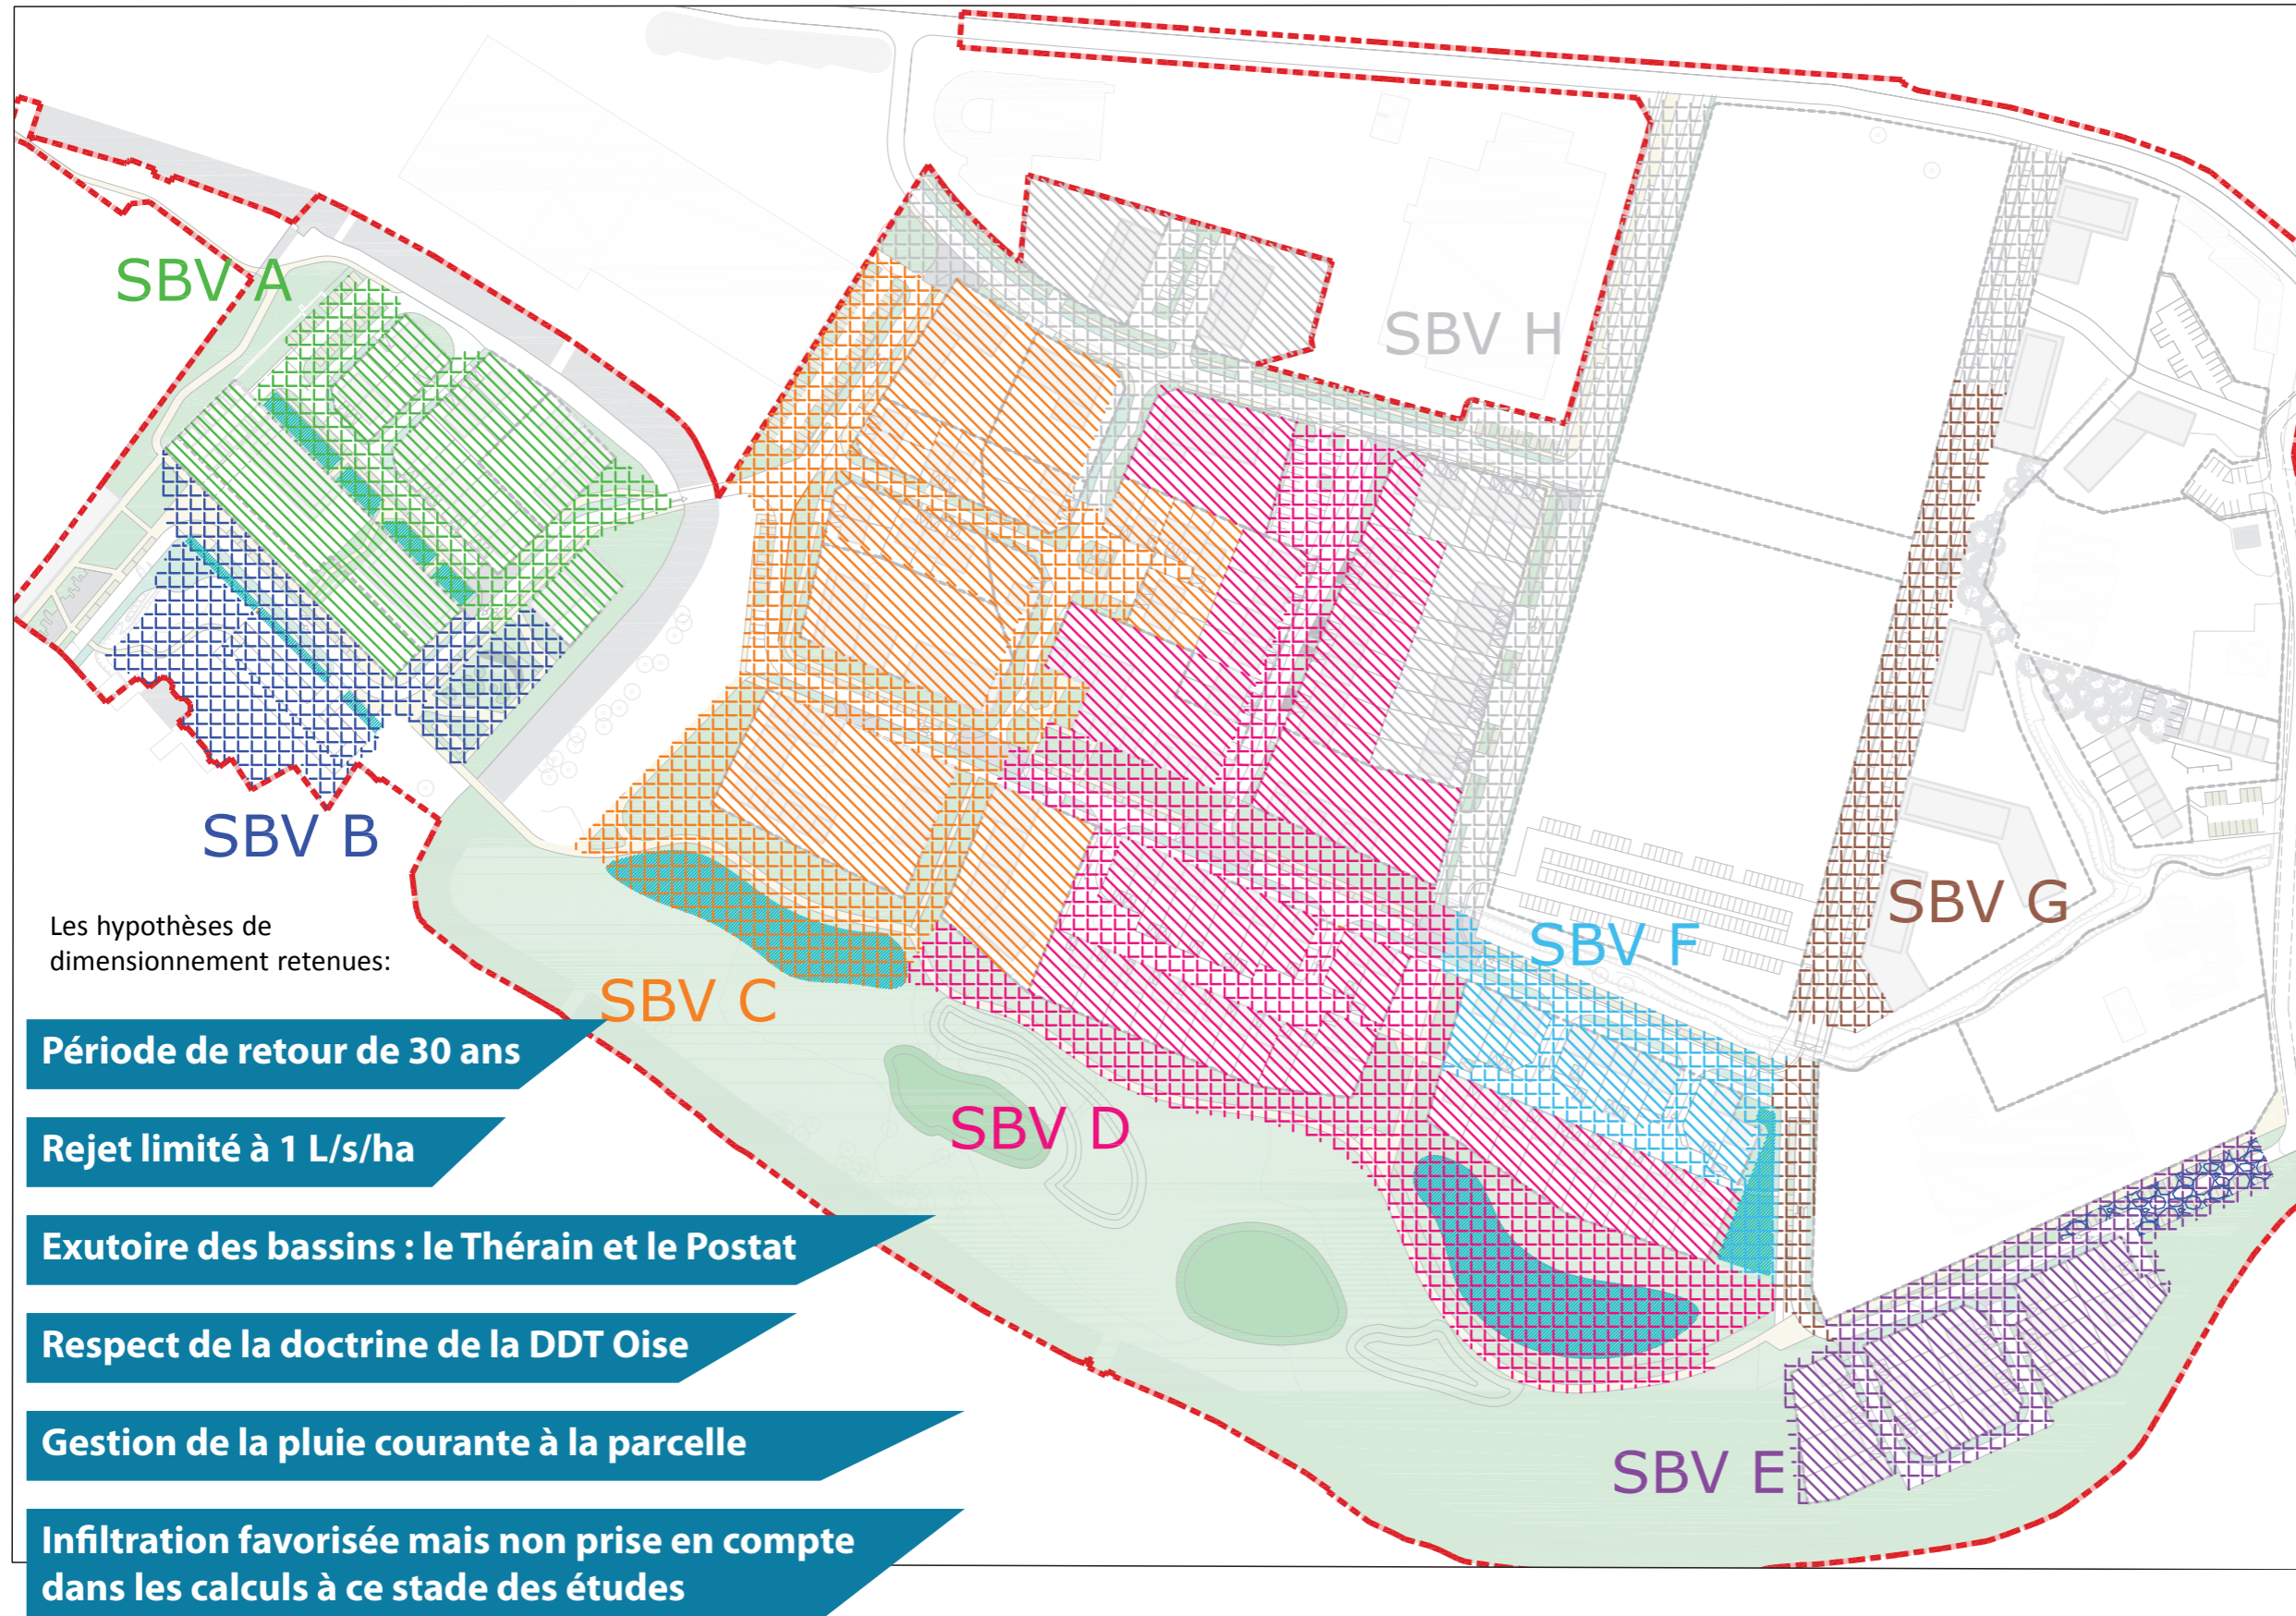 SBV A
SBV H
SBV B
SBV G
SBV F
SBV C
SBV D
SBV E
Les hypothèses de
dimensionnement retenues:
Période de retour de 30 ans
Rejet limité à 1 L/s/ha
Exutoire des bassins : le Thérain et le Postat
Respect de la doctrine de la DDT Oise
Gestion de la pluie courante à la parcelle
Infiltration favorisée mais non prise en compte
dans les calculs à ce stade des études